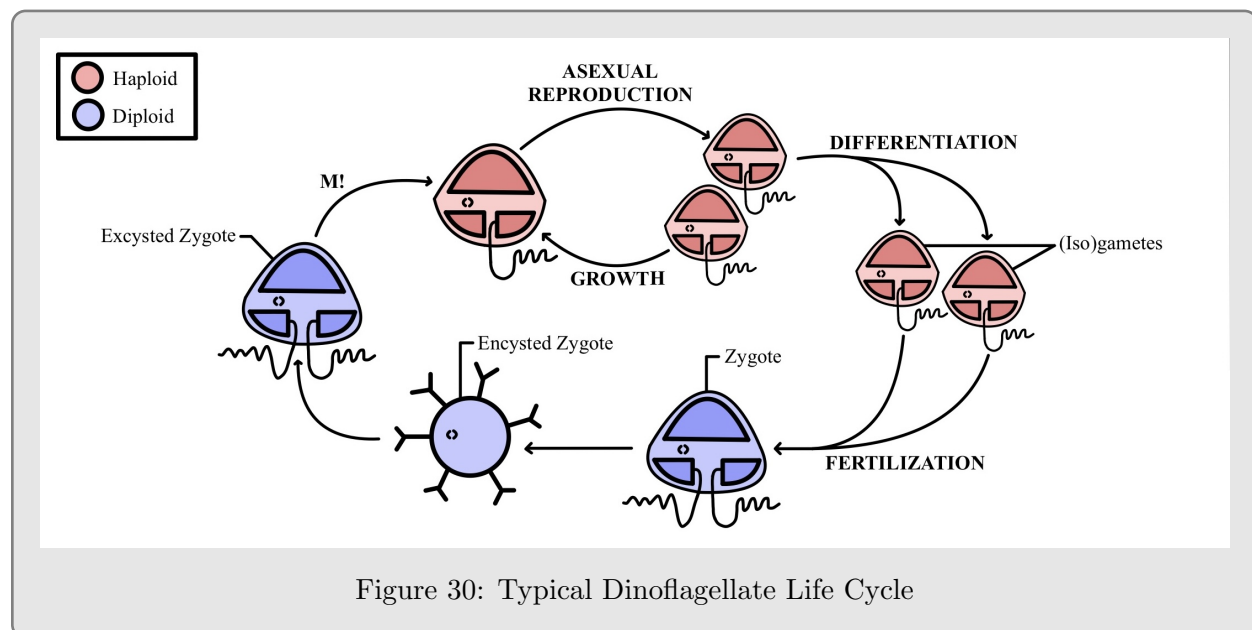 Haploid
Diploid
ASEXUAL
REPRODUCTION
DIFFERENTIATION
M!
Excysted Zygote
(Iso)gametes
GROWTH
Encysted Zygote
Zygote
FERTILIZATION
Figure 30: Typical Dinoflagellate Life Cycle